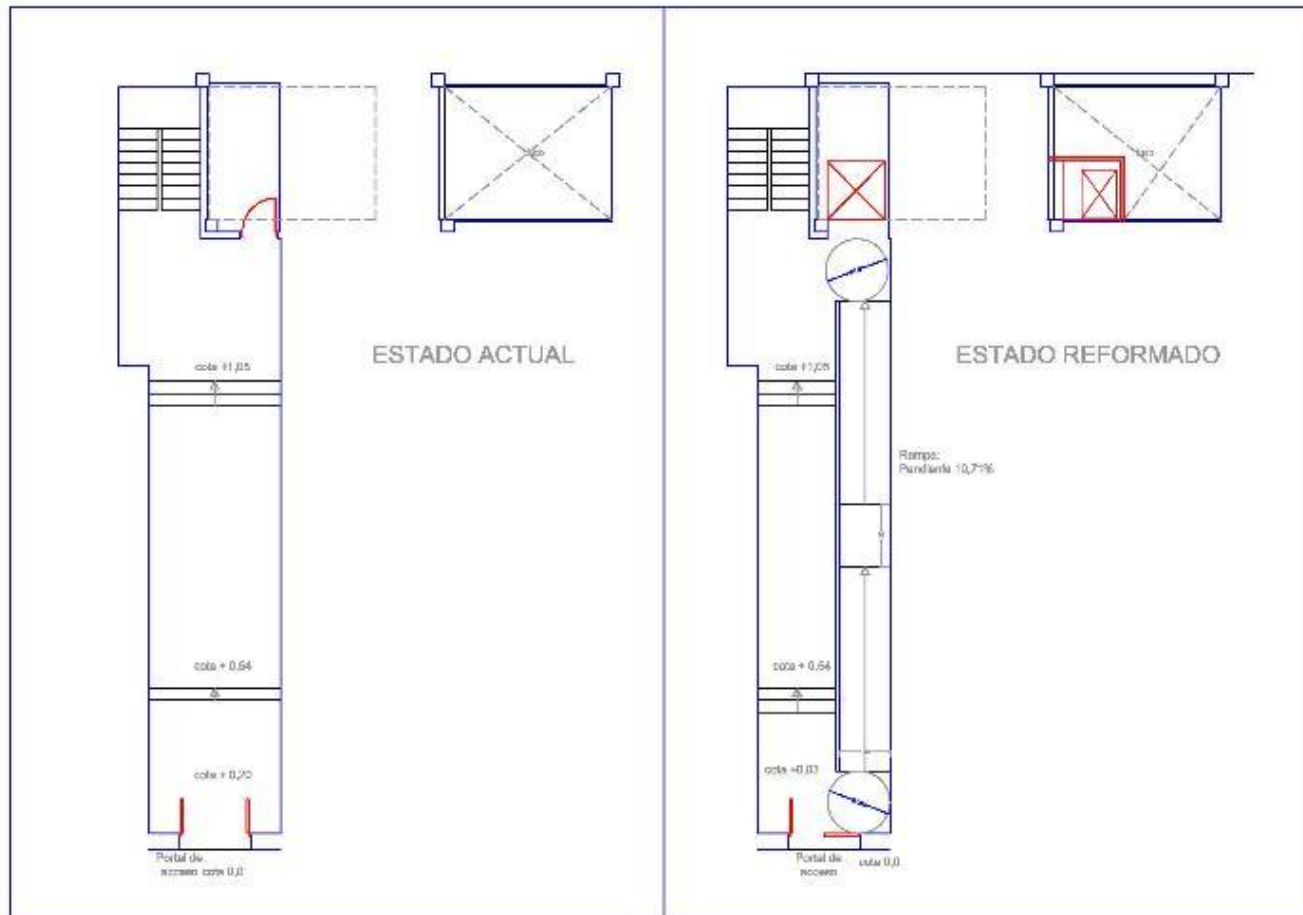 ESTADO ACTUAL
cota +1,05
cota + 0.54
cota + 0,20
Portal de
acceso cota 0,0
ESTADO REFORMADO
cota +1,05
Rampa:
Pendiente 10,71%
cota + 0.54
cota +0,03
Portal de
acceso
cota 0,0